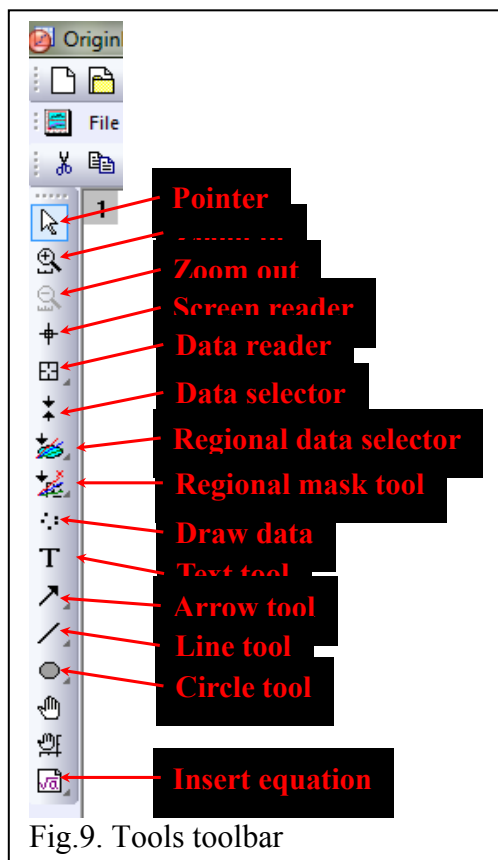 Origin
File
1
Pointer
Zoom out
Screen reader
Data reader
Data selector
Regional data selector
Regional mask tool
Draw data
T
Text tool
Arrow tool
Line tool
Circle tool
√a
Insert equation
Fig.9. Tools toolbar